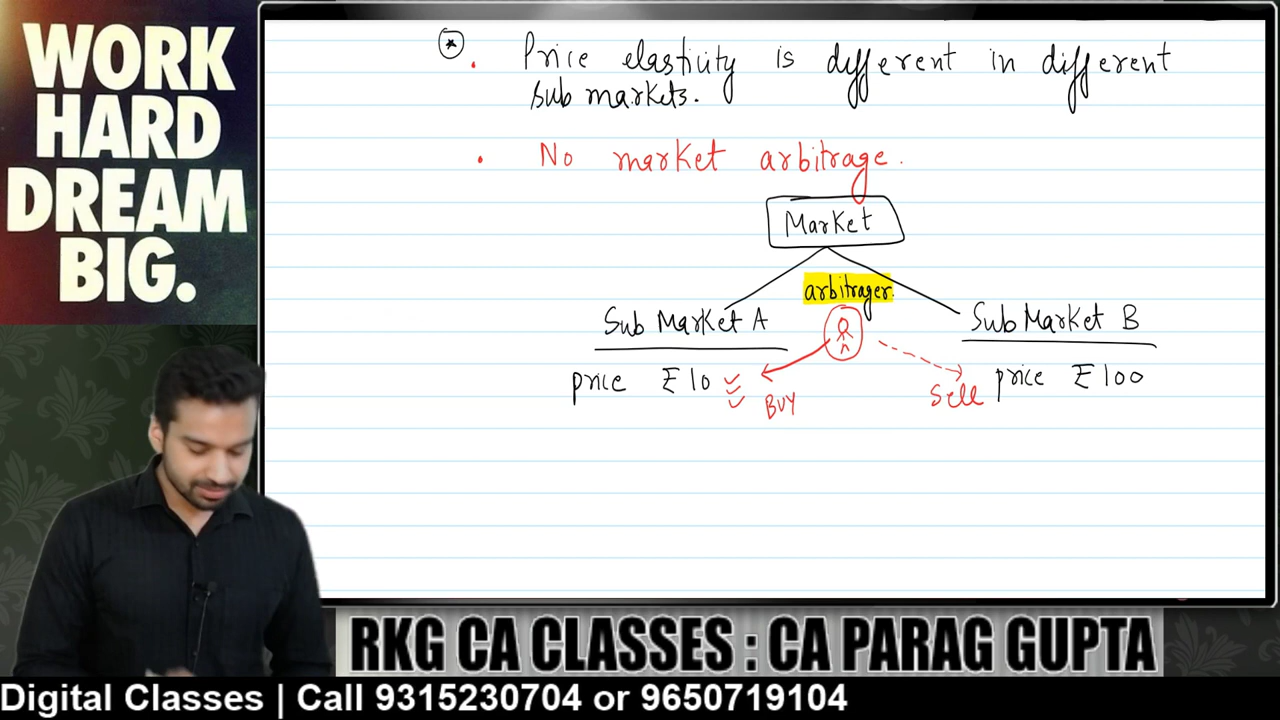 WORK
HARD
DREAM
BIG.
* . Price elasticity is different in different
sub markets.
. No market arbitrage.
Market
arbitrager
Sub Market A
Sub Market B
price ₹10
BUY
Sell
price ₹100
RKG CA CLASSES : CA PARAG GUPTA
Digital Classes | Call 9315230704 or 9650719104